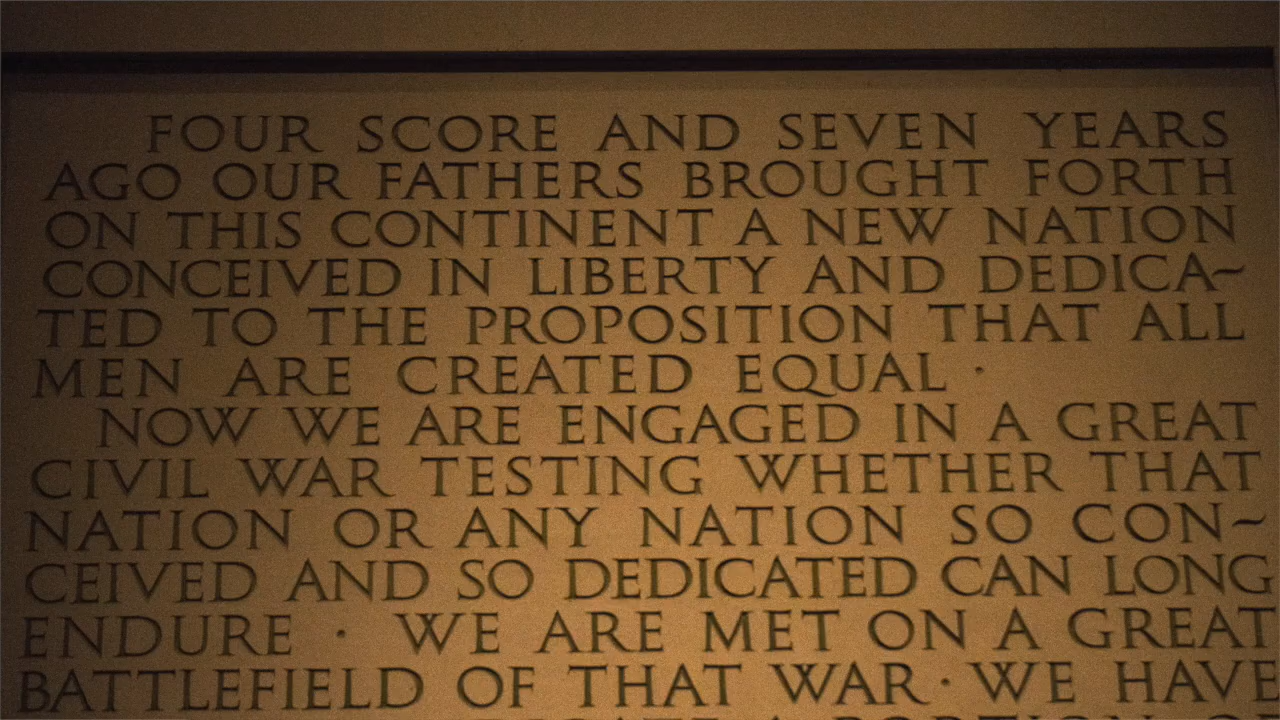 FOUR SCORE AND SEVEN YEARS
AGO OUR FATHERS BROUGHT FORTH
ON THIS CONTINENT A NEW NATION
CONCEIVED IN LIBERTY AND DEDICA~
TED TO THE PROPOSITION THAT ALL
MEN ARE CREATED EQUAL ·
NOW WE ARE ENGAGED IN A GREAT
CIVIL WAR TESTING WHETHER THAT
NATION OR ANY NATION SO CON~
CEIVED AND SO DEDICATED CAN LONG
ENDURE · WE ARE MET ON A GREAT
BATTLEFIELD OF THAT WAR · WE HAVE